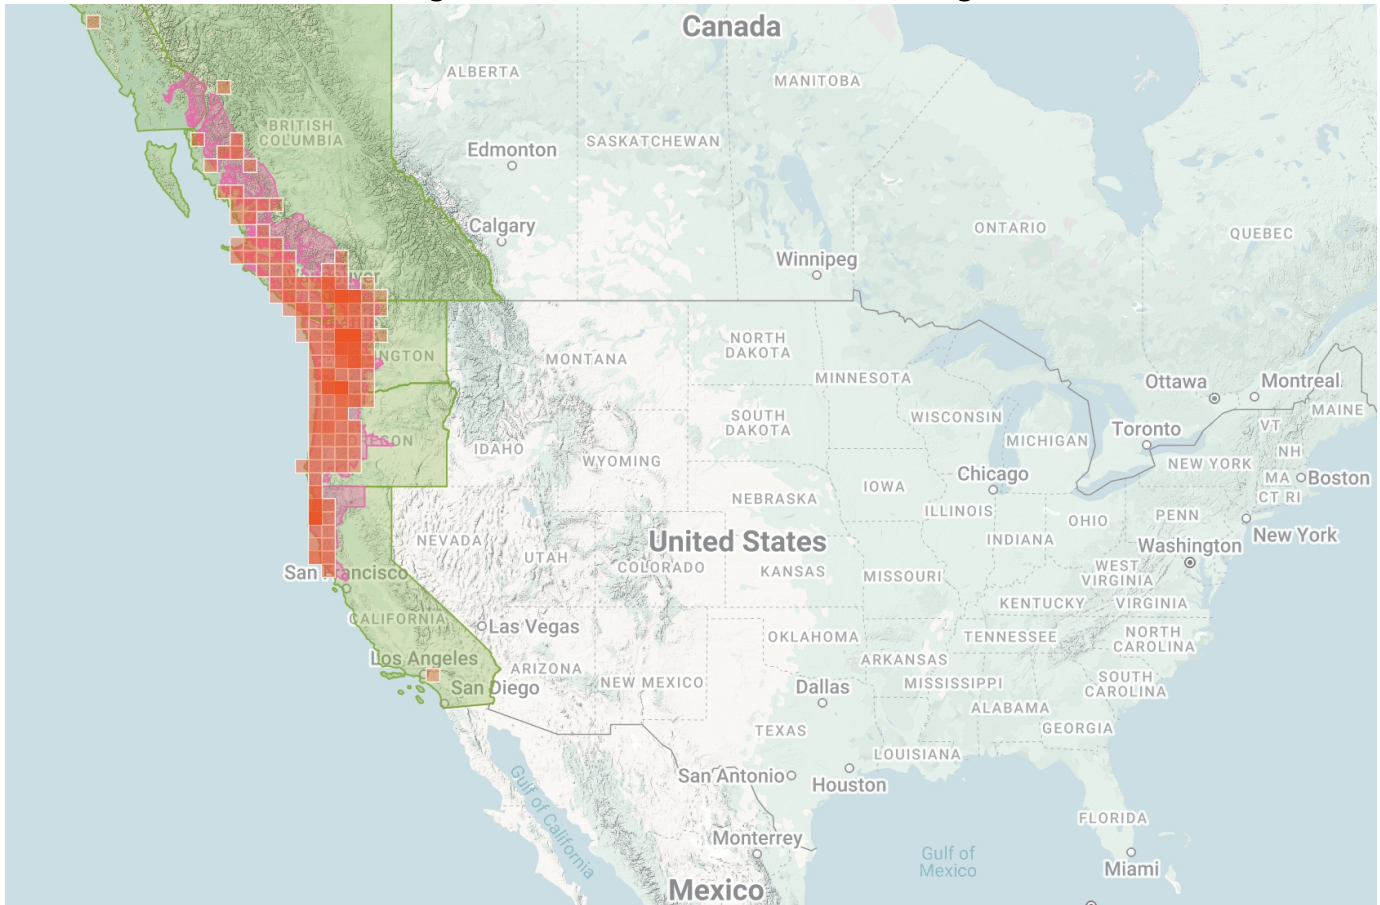 Canada
ALBERTA
MANITOBA
BRITISH
COLUMBIA
SASKATCHEWAN
Edmonton
Calgary
ONTARIO
QUEBEC
Winnipeg
NORTH
DAKOTA
MONTANA
MINNESOTA
Ottawa
Montreal
MAINE
SOUTH
DAKOTA
WISCONSIN
MICHIGAN
Toronto
VT
NH
IDAHO
WYOMING
NEW YORK
MA
Boston
CT RI
Chicago
IOWA
NEBRASKA
ILLINOIS
OHIO
PENN
New York
INDIANA
Washington
NEVADA
United States
UTAH
COLORADO
KANSAS
MISSOURI
WEST
VIRGINIA
KENTUCKY
VIRGINIA
San Francisco
CALIFORNIA
Las Vegas
OKLAHOMA
TENNESSEE
NORTH
CAROLINA
Los Angeles
ARIZONA
NEW MEXICO
ARKANSAS
MISSISSIPPI
SOUTH
CAROLINA
San Diego
Dallas
ALABAMA
GEORGIA
TEXAS
LOUISIANA
San Antonio
Houston
Gulf of California
FLORIDA
Monterrey
Gulf of
Mexico
Miami
Mexico